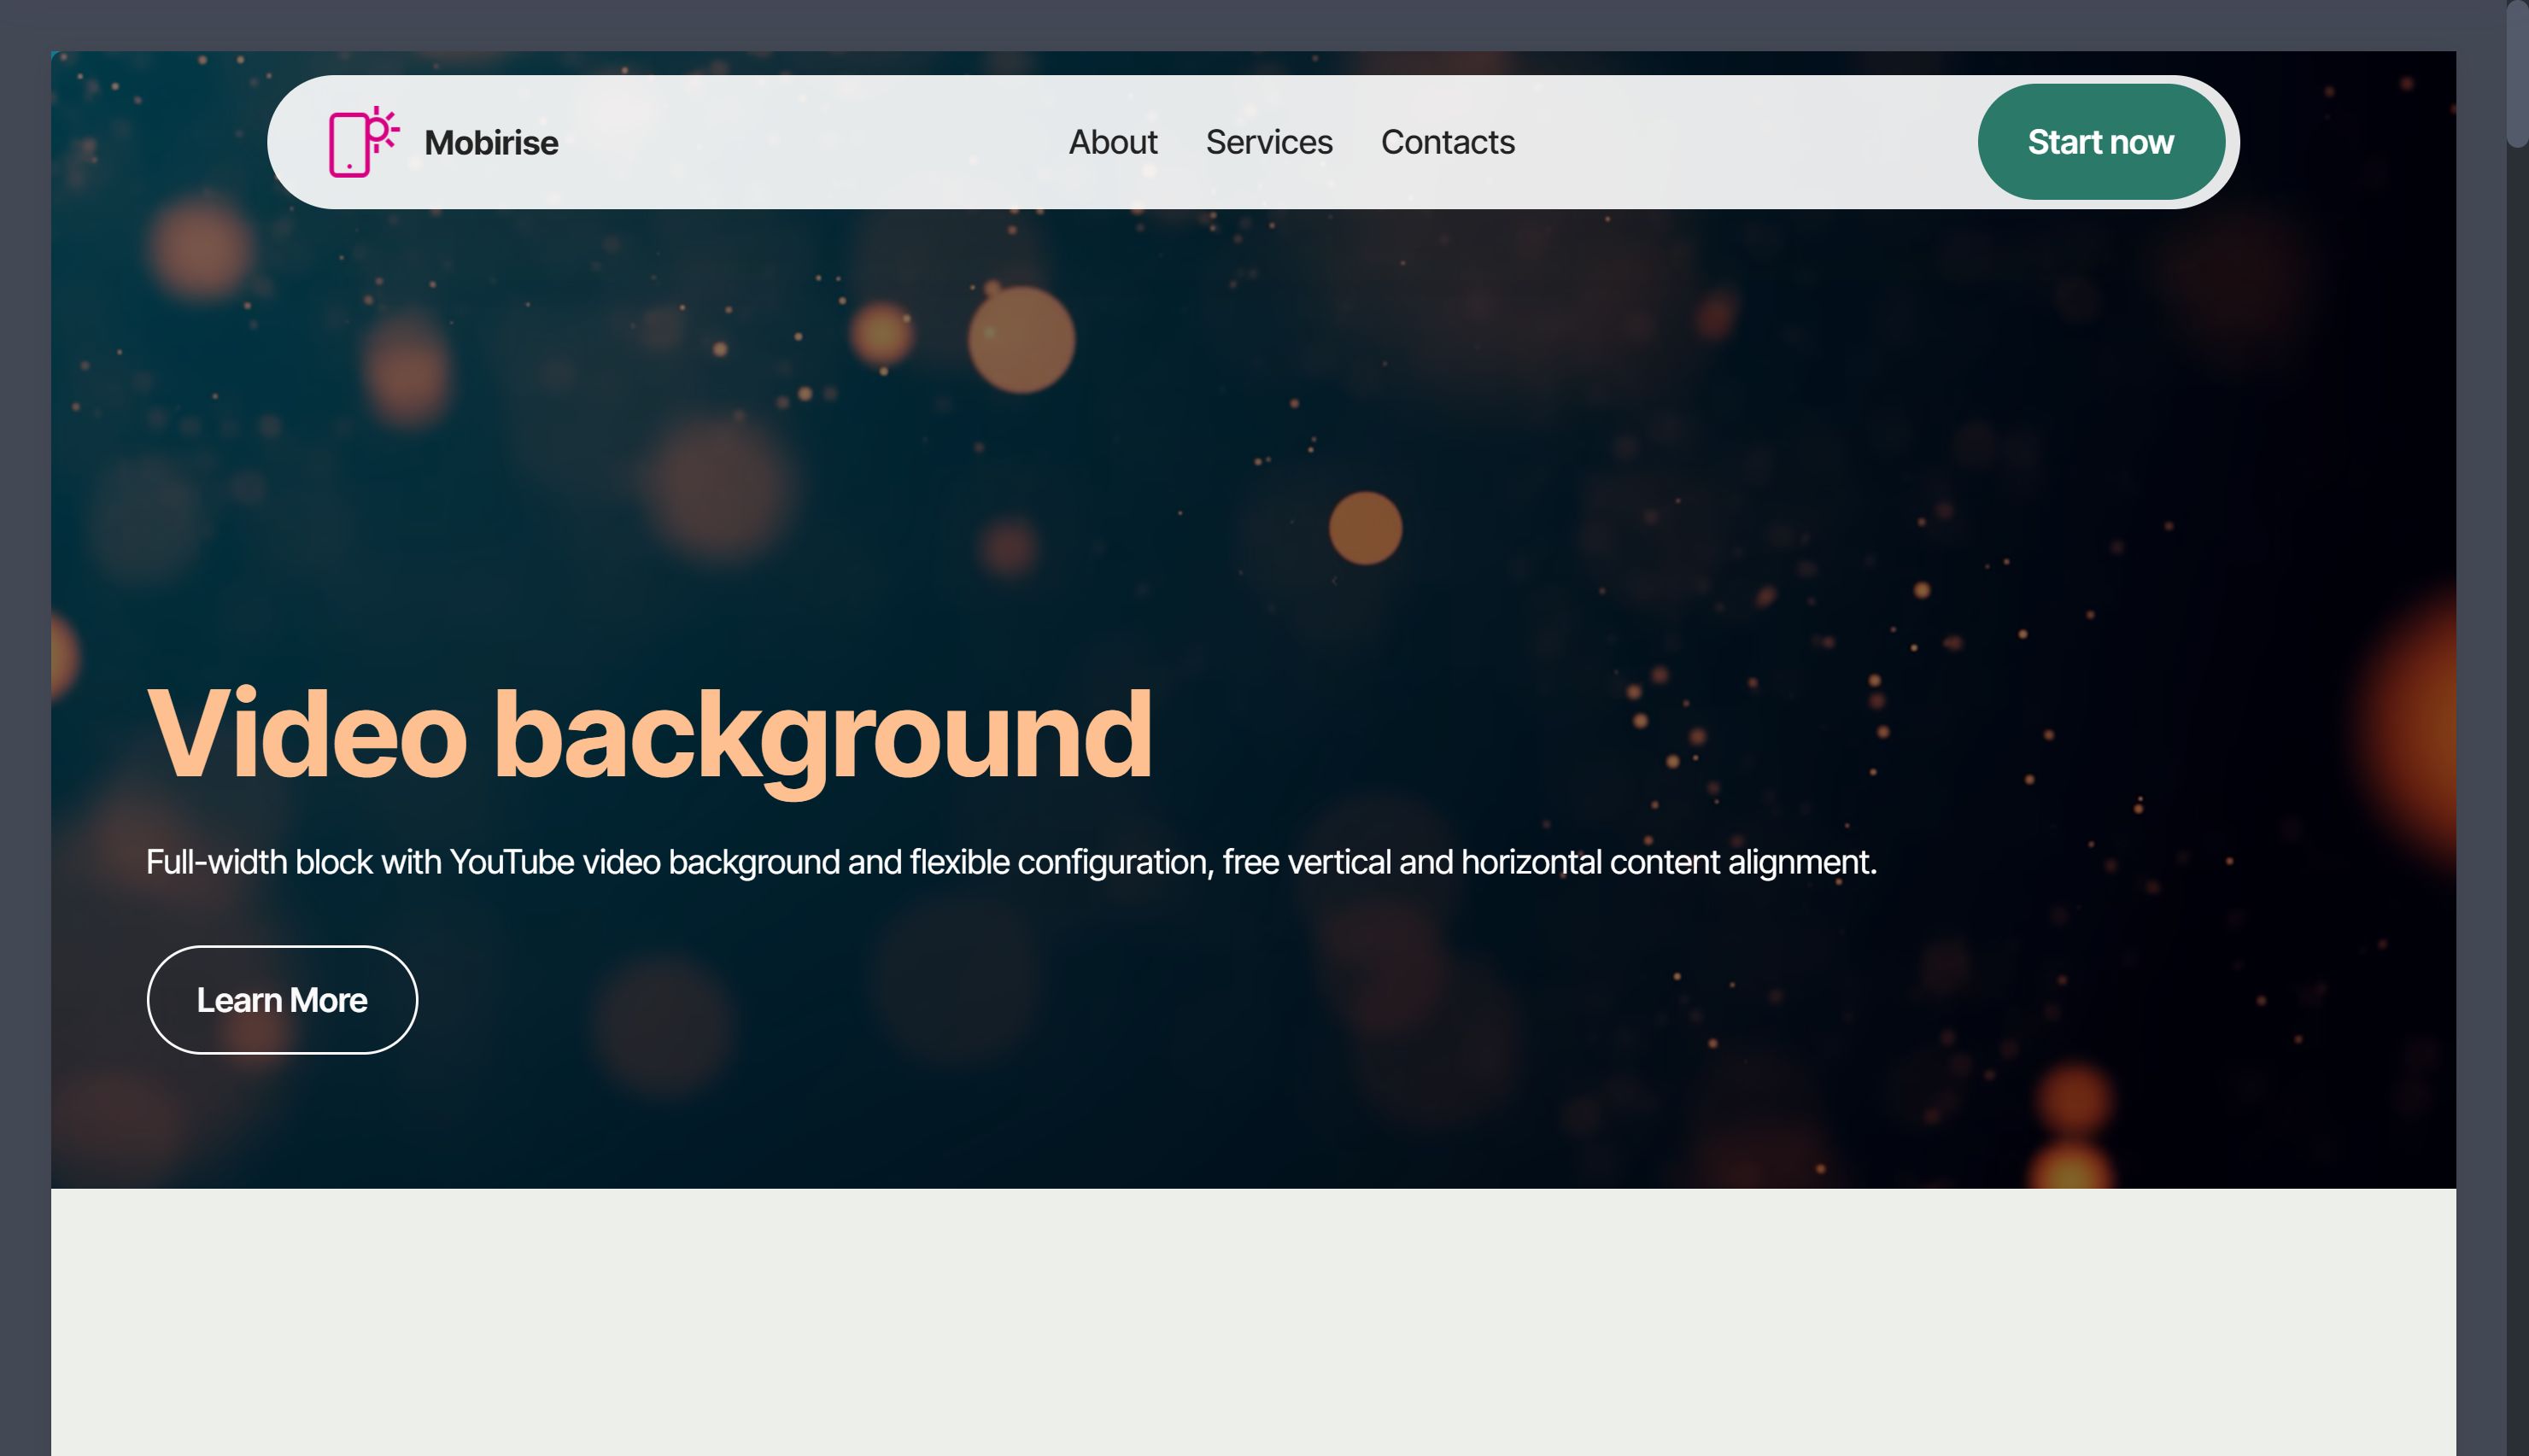 Mobirise
About Services Contacts
Start now
Video background
Full-width block with YouTube video background and flexible configuration, free vertical and horizontal content alignment.
Learn More